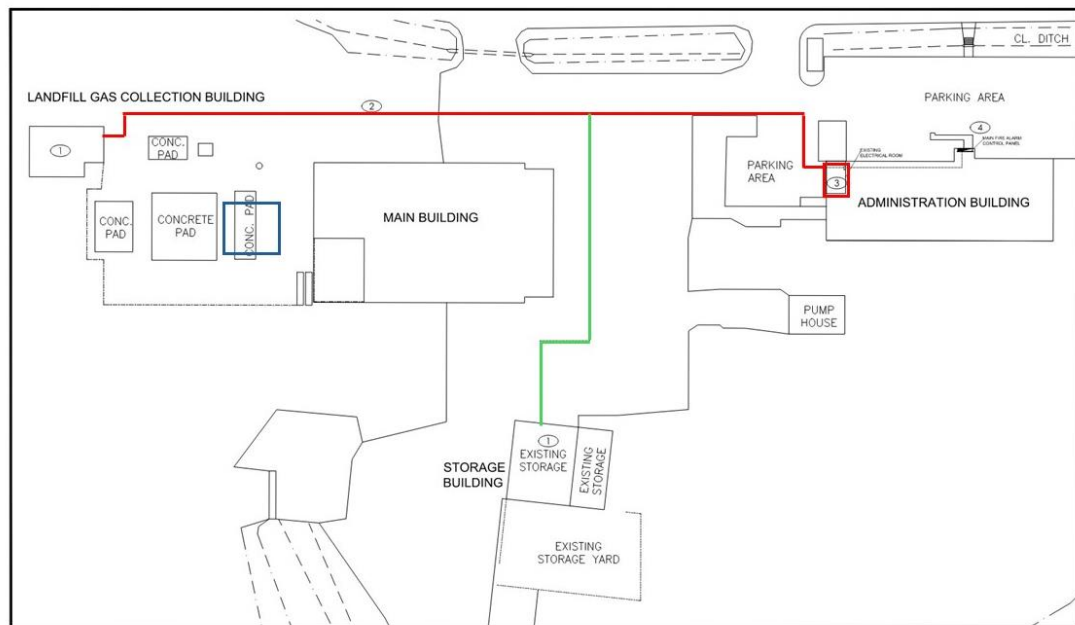 CL. DITCH
LANDFILL GAS COLLECTION BUILDING
2
PARKING AREA
4
1
CONC.
PAD
MAIN FIRE ALARM
CONTROL PANEL
EXISTING
ELECTRICAL ROOM
PARKING
AREA
3
ADMINISTRATION BUILDING
CONC.
PAD
CONCRETE
PAD
CONC. PAD
MAIN BUILDING
PUMP
HOUSE
1
EXISTING
STORAGE
EXISTING
STORAGE
STORAGE
BUILDING
EXISTING
STORAGE YARD